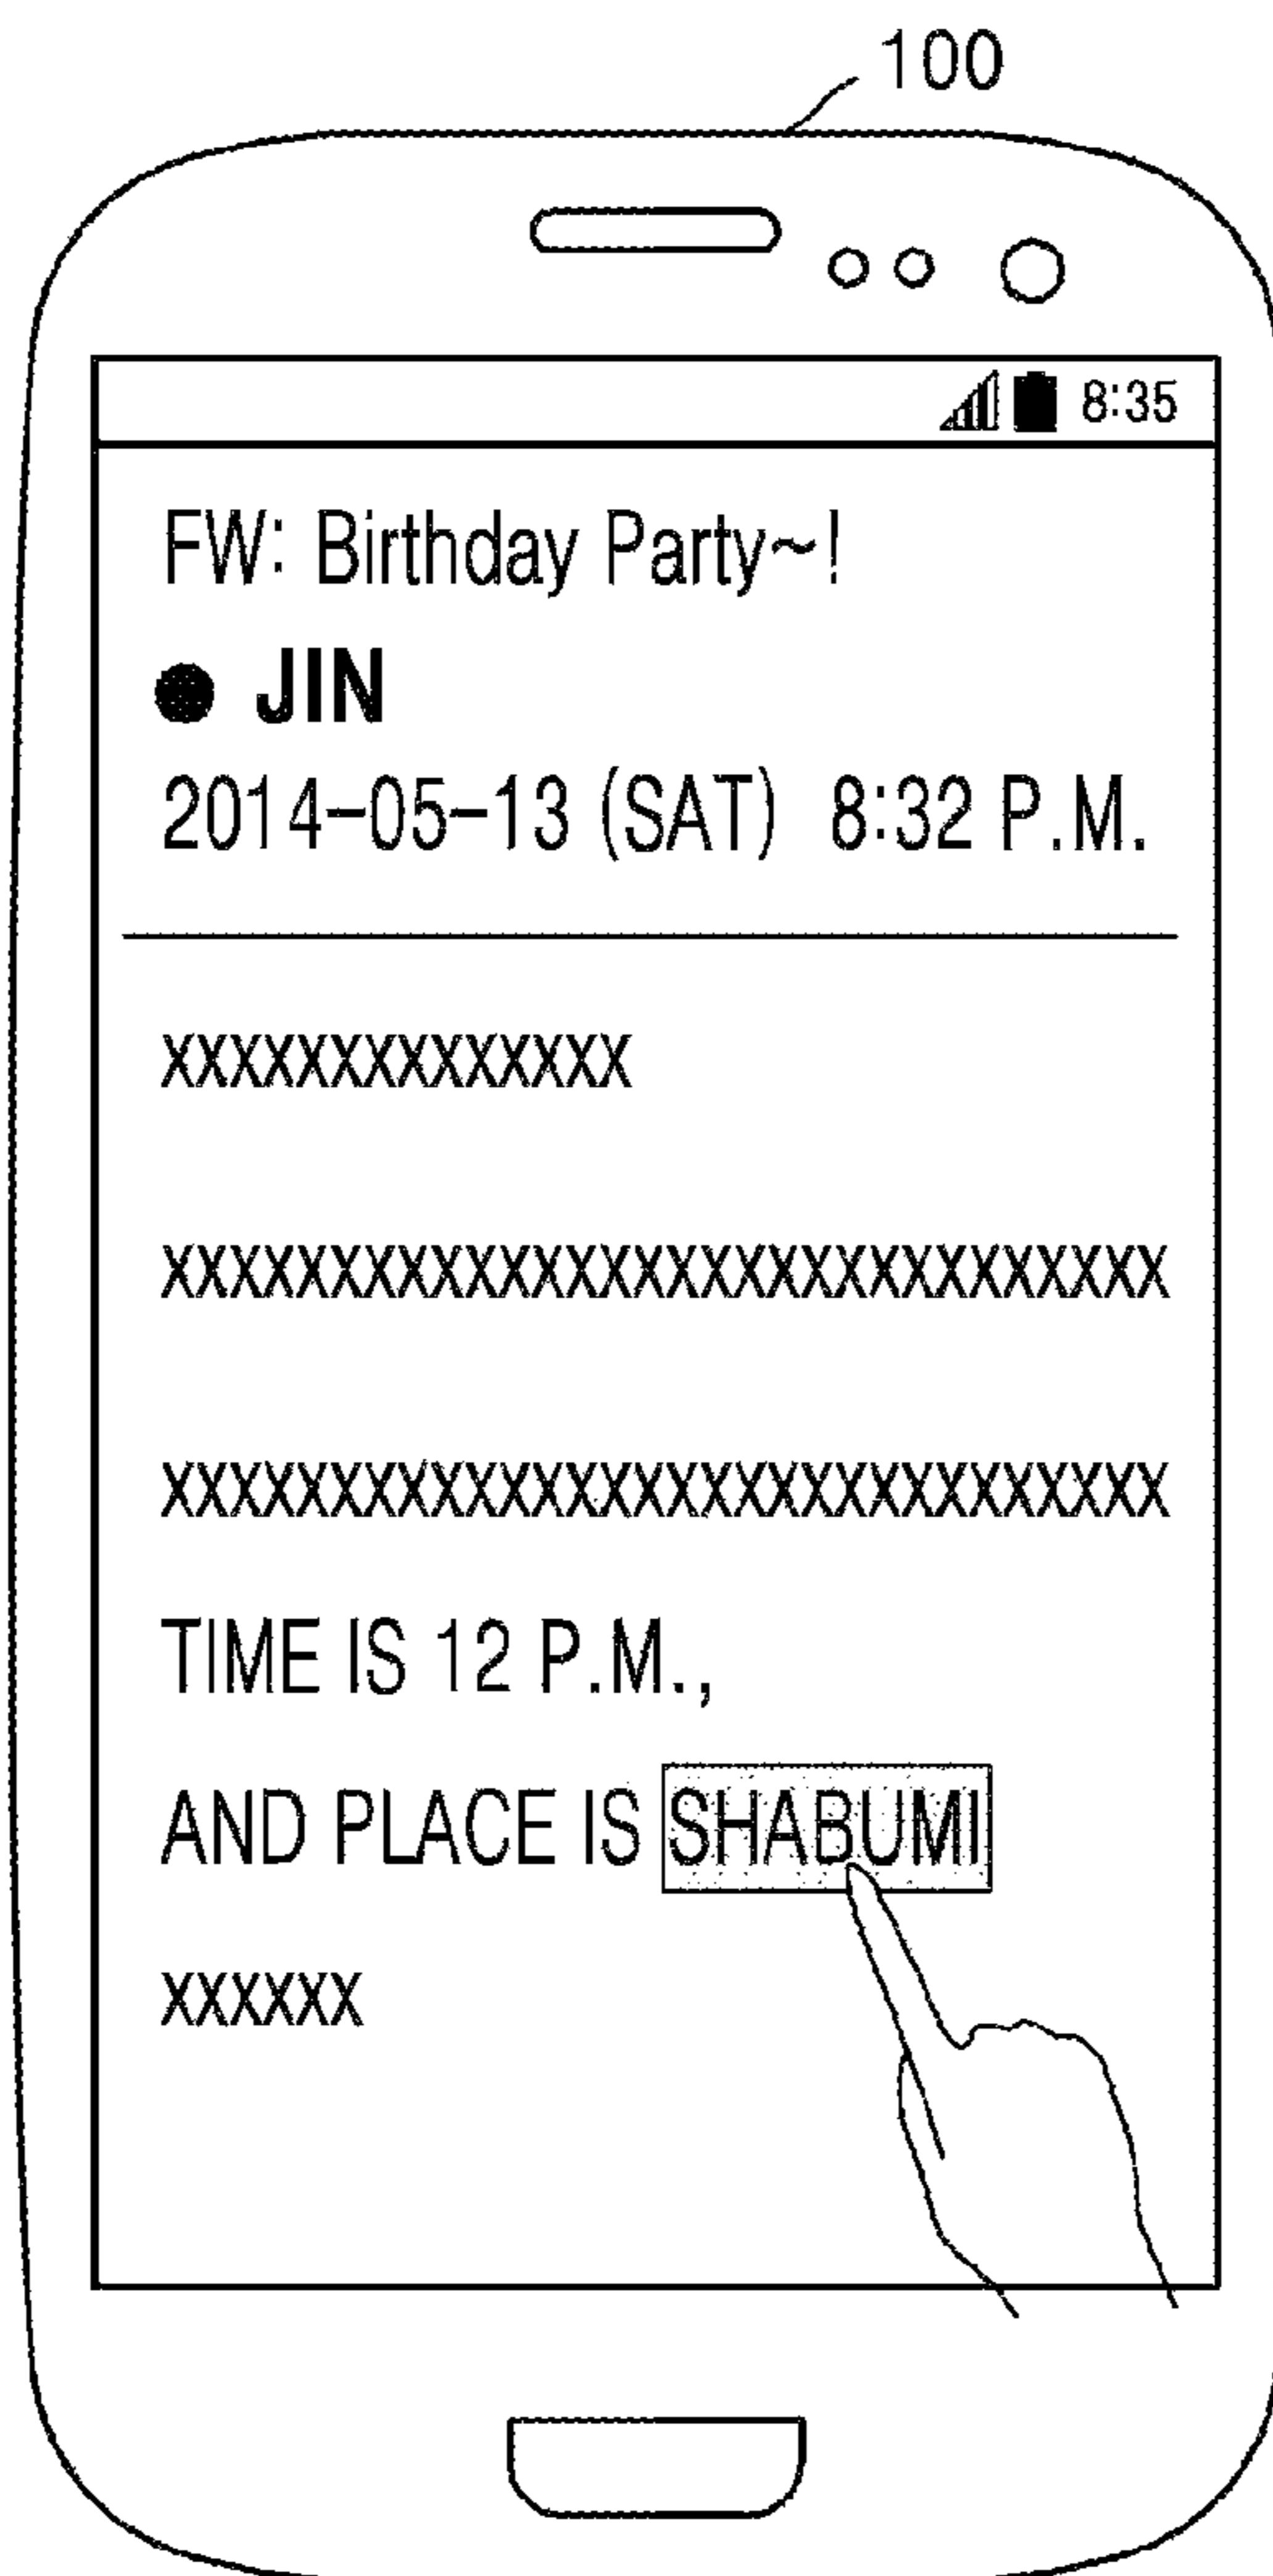 100
8:35
FW: Birthday Party~!
● JIN
2014-05-13 (SAT) 8:32 P.M.
XXXXXXXXXXXXXX
XXXXXXXXXXXXXXXXXXXXXXXXXXXXXX
XXXXXXXXXXXXXXXXXXXXXXXXXXXXXX
TIME IS 12 P.M.,
AND PLACE IS SHABUMI
XXXXXX